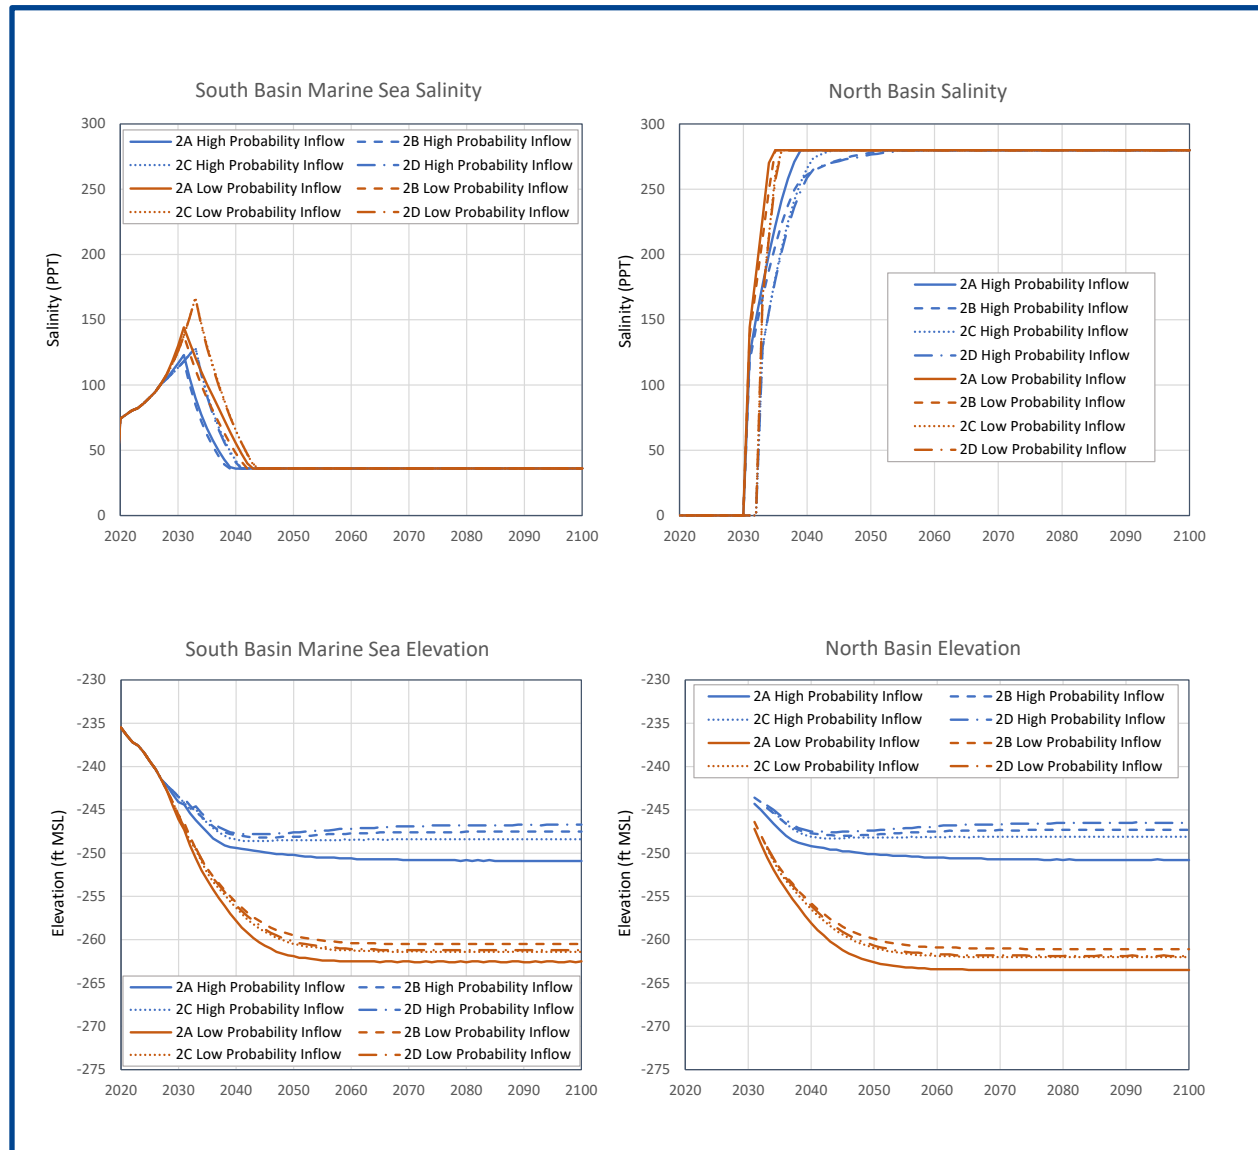 South Basin Marine Sea Salinity
300
250
200
150
100
50
0
Salinity (PPT)
2A High Probability Inflow 2B High Probability Inflow
2C High Probability Inflow 2D High Probability Inflow
2A Low Probability Inflow 2B Low Probability Inflow
2C Low Probability Inflow 2D Low Probability Inflow
2020 2030 2040 2050 2060 2070 2080 2090 2100
North Basin Salinity
300
250
200
150
100
50
0
Salinity (PPT)
2A High Probability Inflow
2B High Probability Inflow
2C High Probability Inflow
2D High Probability Inflow
2A Low Probability Inflow
2B Low Probability Inflow
2C Low Probability Inflow
2D Low Probability Inflow
2020 2030 2040 2050 2060 2070 2080 2090 2100
South Basin Marine Sea Elevation
-230
-235
-240
-245
-250
-255
-260
-265
-270
-275
Elevation (ft MSL)
2A High Probability Inflow 2B High Probability Inflow
2C High Probability Inflow 2D High Probability Inflow
2A Low Probability Inflow 2B Low Probability Inflow
2C Low Probability Inflow 2D Low Probability Inflow
2020 2030 2040 2050 2060 2070 2080 2090 2100
North Basin Elevation
-230
-235
-240
-245
-250
-255
-260
-265
-270
-275
Elevation (ft MSL)
2A High Probability Inflow 2B High Probability Inflow
2C High Probability Inflow 2D High Probability Inflow
2A Low Probability Inflow 2B Low Probability Inflow
2C Low Probability Inflow 2D Low Probability Inflow
2020 2030 2040 2050 2060 2070 2080 2090 2100